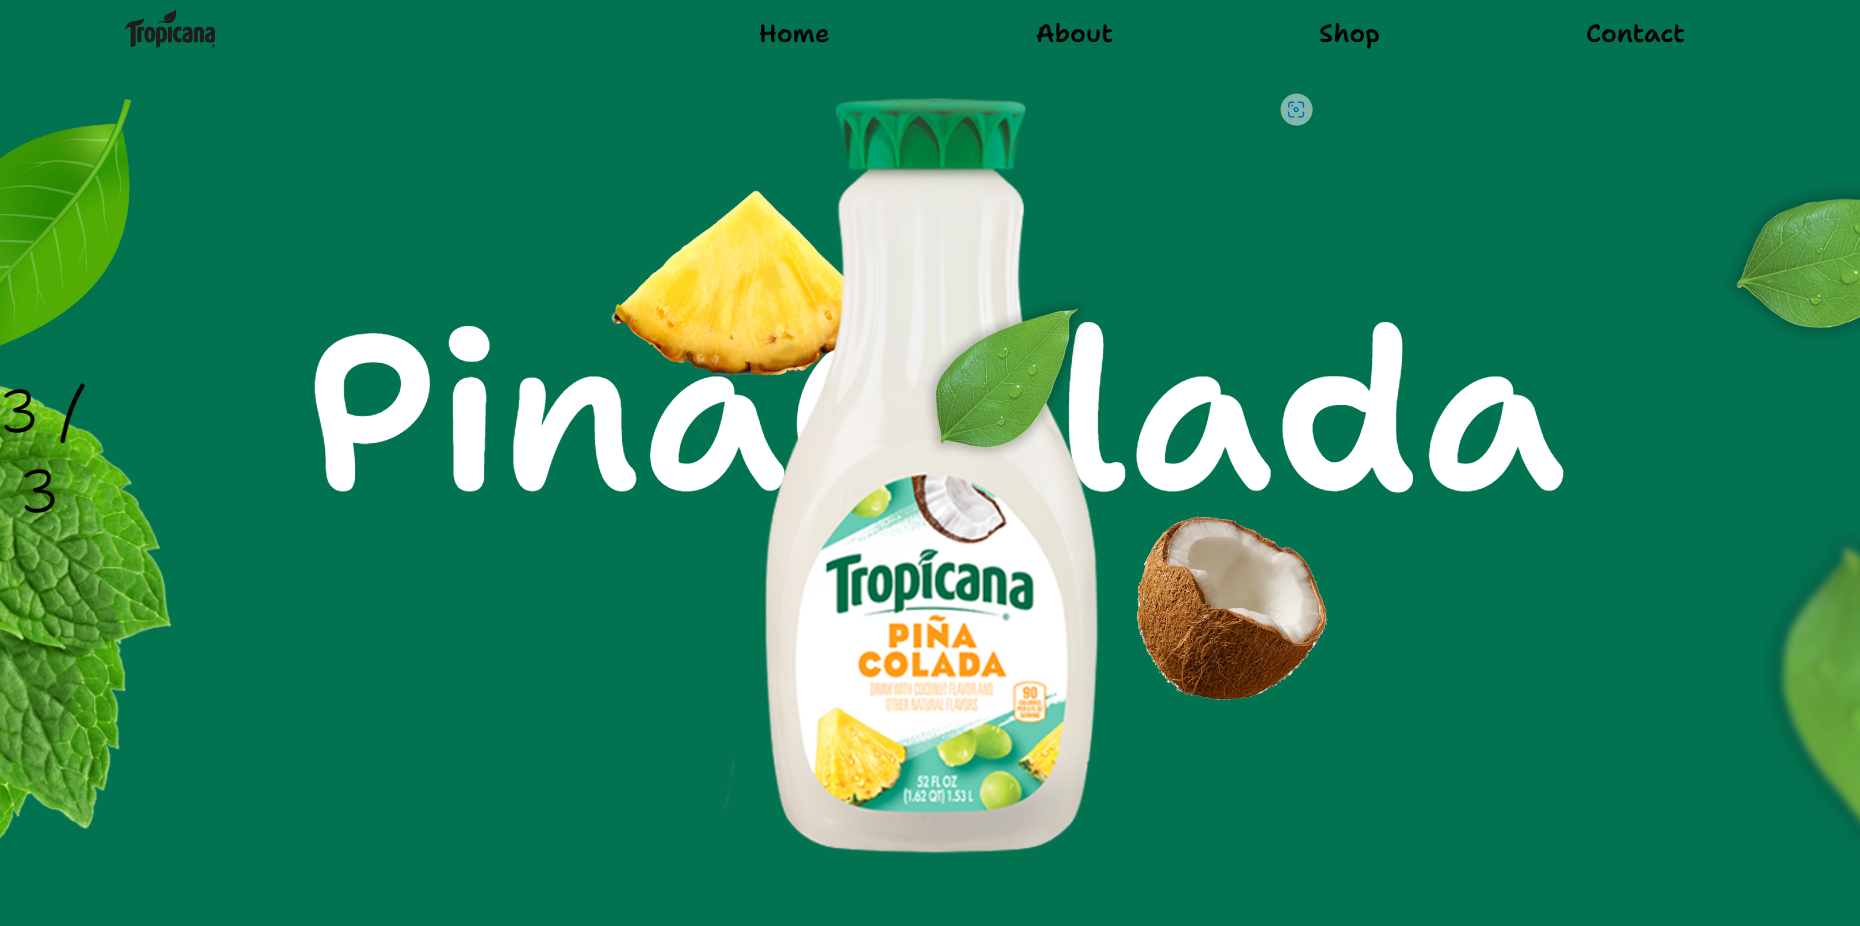 Tropicana
Home About Shop Contact
Pina lada
3 /
3
Tropicana
PIÑA
COLADA
DRINK WITH COCONUT FLAVOR AND
OTHER NATURAL FLAVORS
90
CALORIES
52 FL OZ
(1.62 QT) 1.53 L